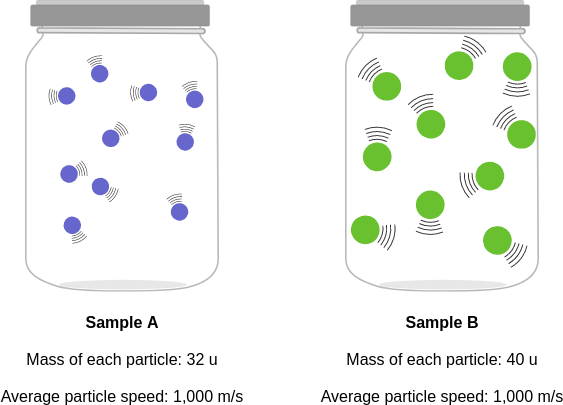 Sample A
Mass of each particle: 32 u
Average particle speed: 1,000 m/s
Sample B
Mass of each particle: 40 u
Average particle speed: 1,000 m/s